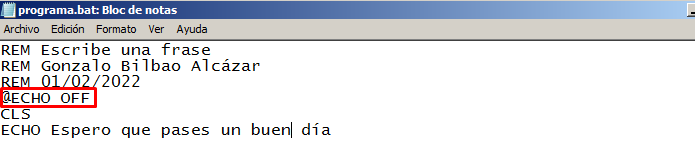 programa.bat: Bloc de notas
Archivo Edición Formato Ver Ayuda
REM Escribe una frase
REM Gonzalo Bilbao Alcázar
REM 01/02/2022
@ECHO OFF
CLS
ECHO Espero que pases un buen día